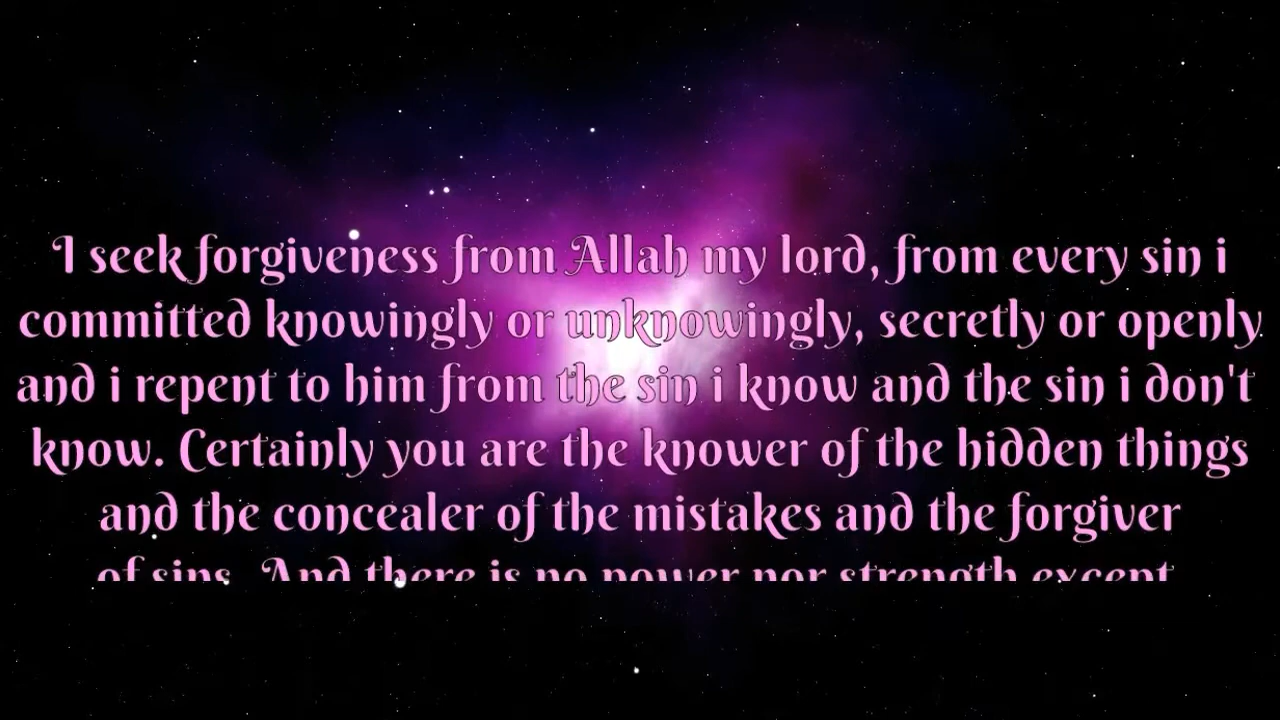 I seek forgiveness from Allah my lord, from every sin i
committed knowingly or unknowingly, secretly or openly
and i repent to him from the sin i know and the sin i don't
know. Certainly you are the knower of the hidden things
and the concealer of the mistakes and the forgiver
of sins. And there is no power nor strength except